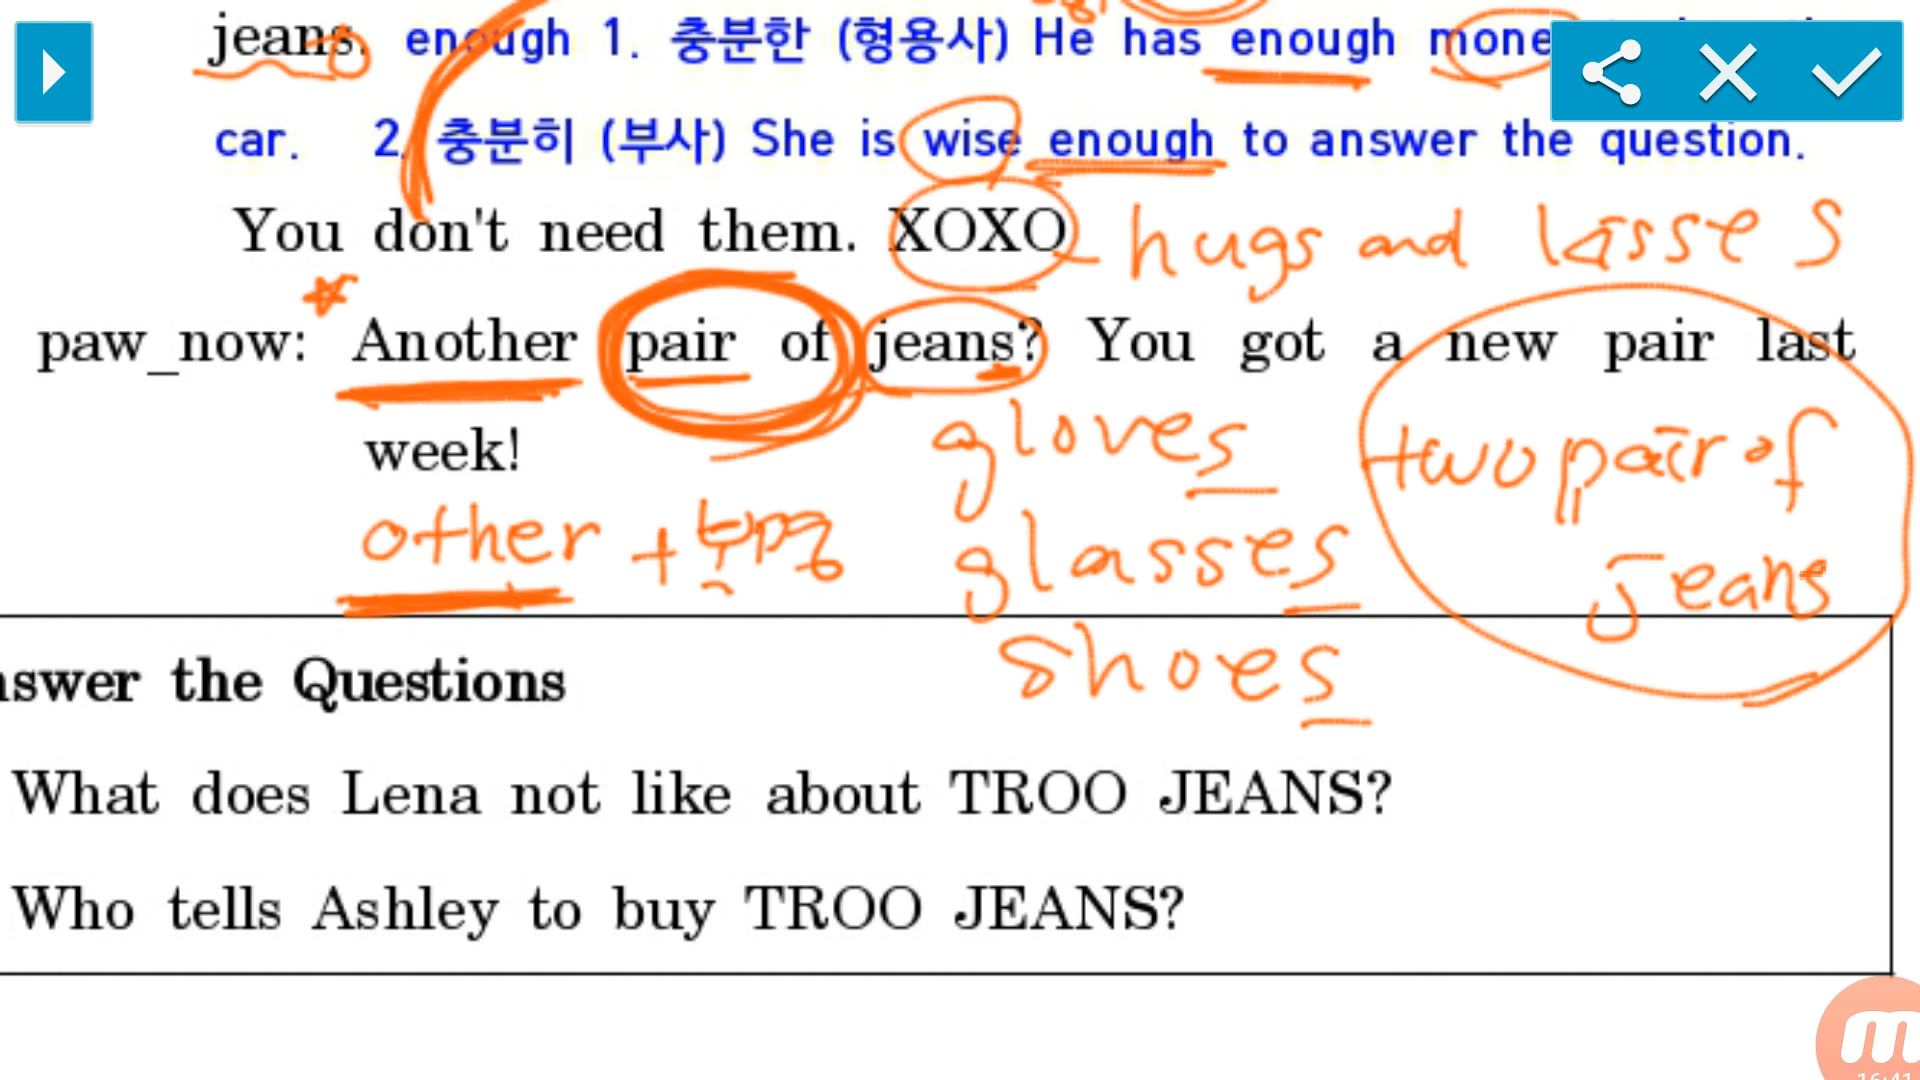 jeans. enough 1. 충분한 (형용사) He has enough mone
car. 2. 충분히 (부사) She is wise enough to answer the question.
You don't need them. XOXO hugs and kisses
paw_now: Another pair of jeans? You got a new pair last
week!
gloves
two pair of
other +
glasses
jeans
shoes
nswer the Questions
What does Lena not like about TROO JEANS?
Who tells Ashley to buy TROO JEANS?
16:41